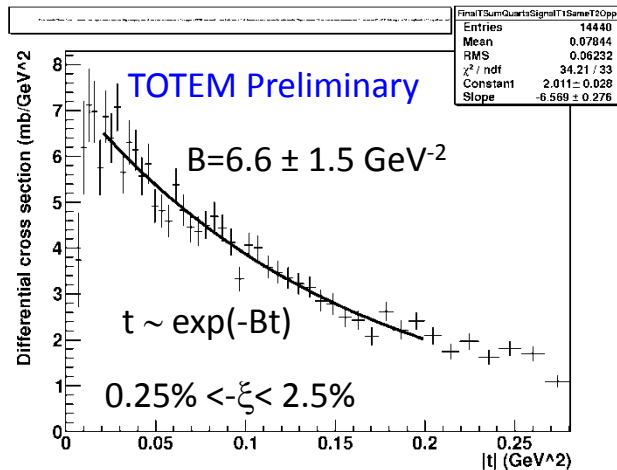 FinalTSumQuartsSignalT1SameT2Opp
Entries 14440
Mean 0.07844
RMS 0.06232
χ² / ndf 34.21 / 33
Constant 2.011± 0.028
Slope -6.569 ± 0.276
TOTEM Preliminary
B=6.6 ± 1.5 GeV⁻²
t ~ exp(-Bt)
0.25% <-ξ< 2.5%
Differential cross section (mb/GeV^2)
8
7
6
5
4
3
2
1
0
0 0.05 0.1 0.15 0.2 0.25
|t| (GeV^2)